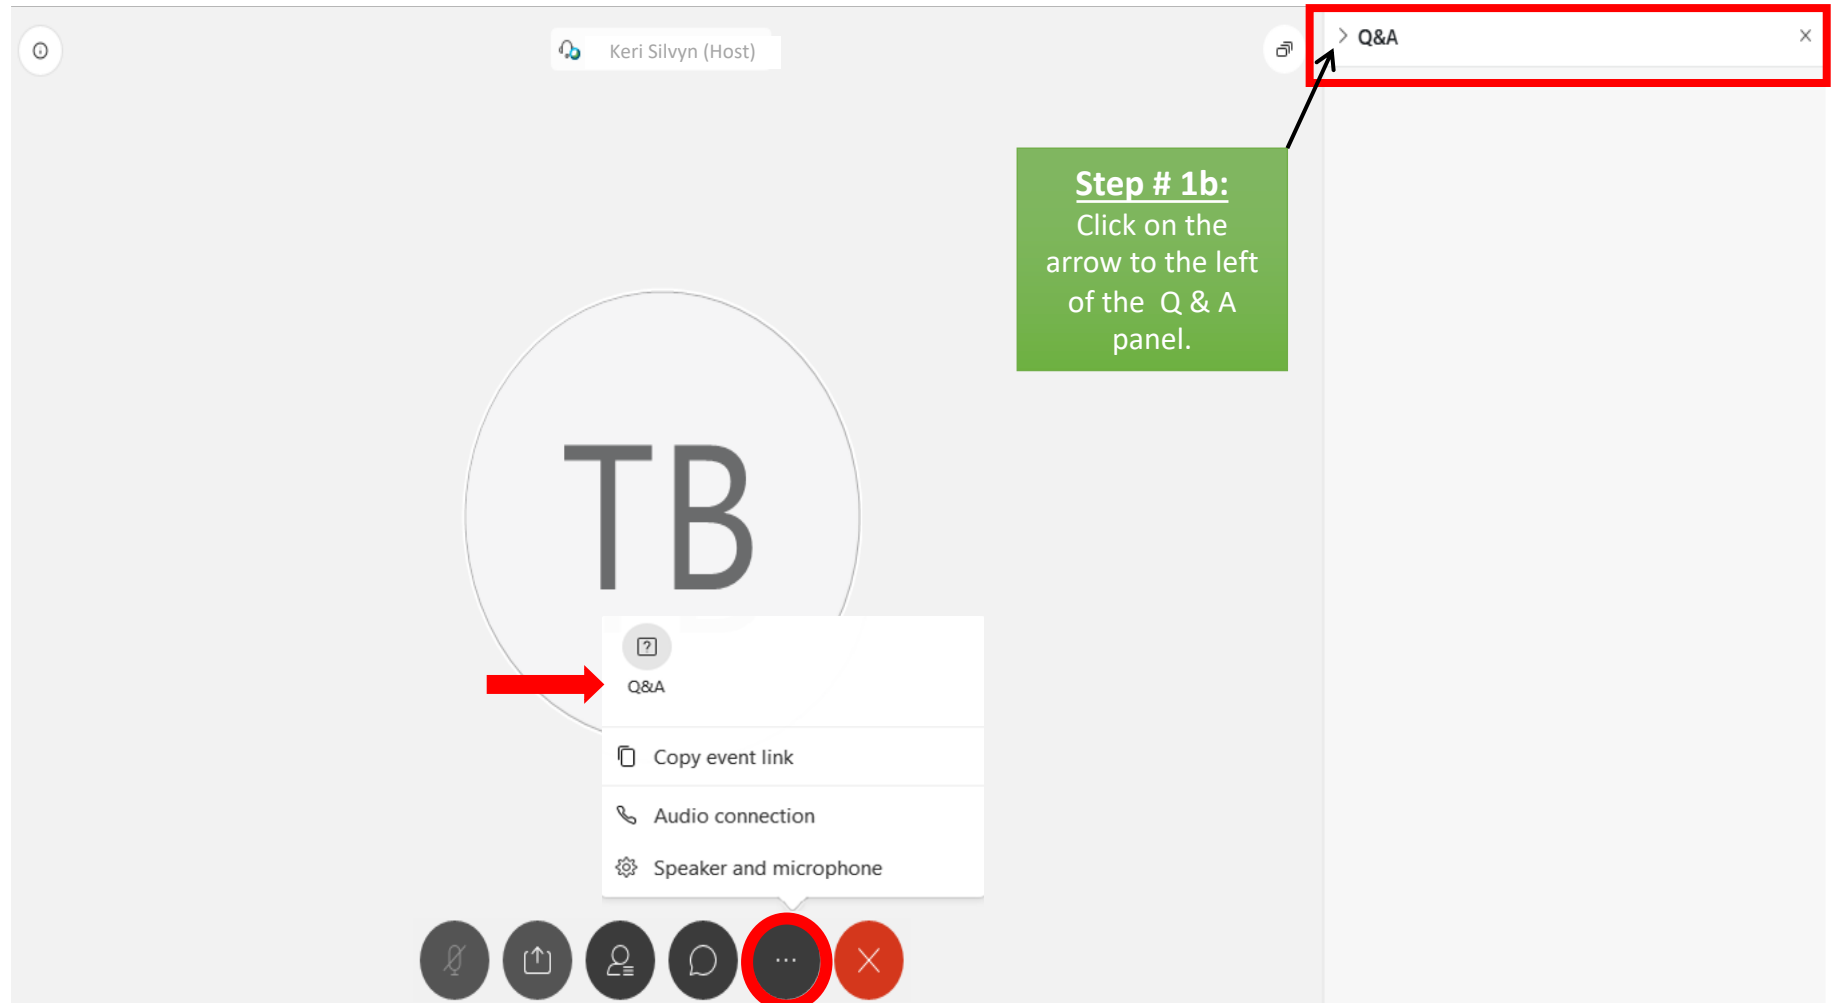 Keri Silvyn (Host)
Q&A
Step # 1b:
Click on the
arrow to the left
of the Q & A
panel.
TB
Q&A
Copy event link
Audio connection
Speaker and microphone